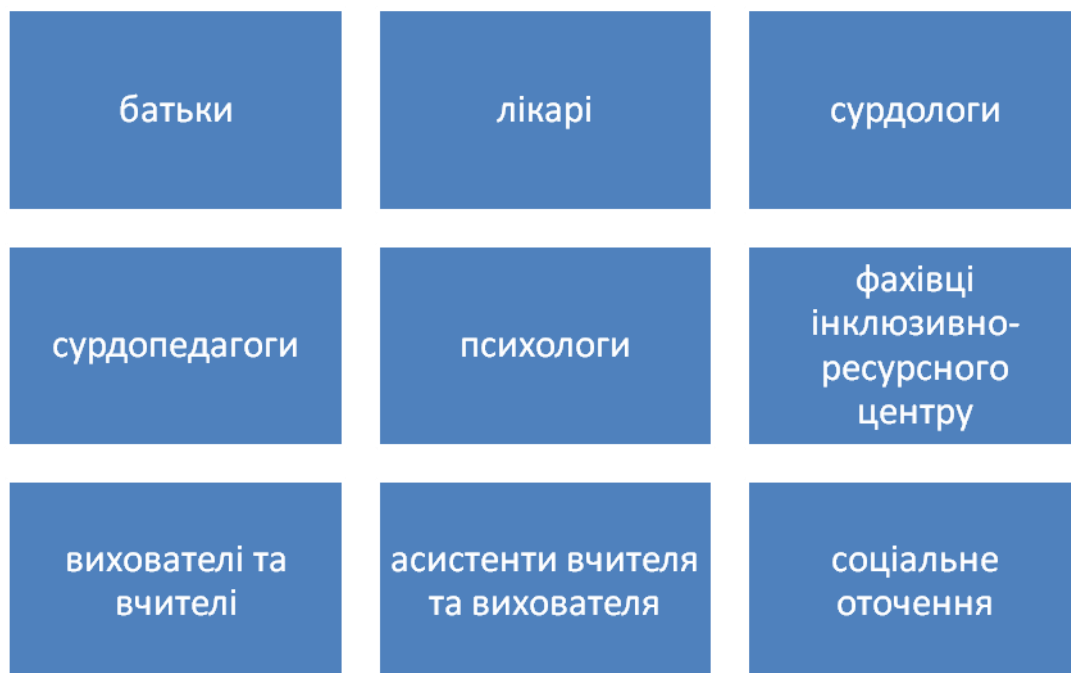 батьки
лікарі
сурдологи
сурдопедагоги
психологи
фахівці
інклюзивно-
ресурсного
центру
вихователі та
вчителі
асистенти вчителя
та вихователя
соціальне
оточення